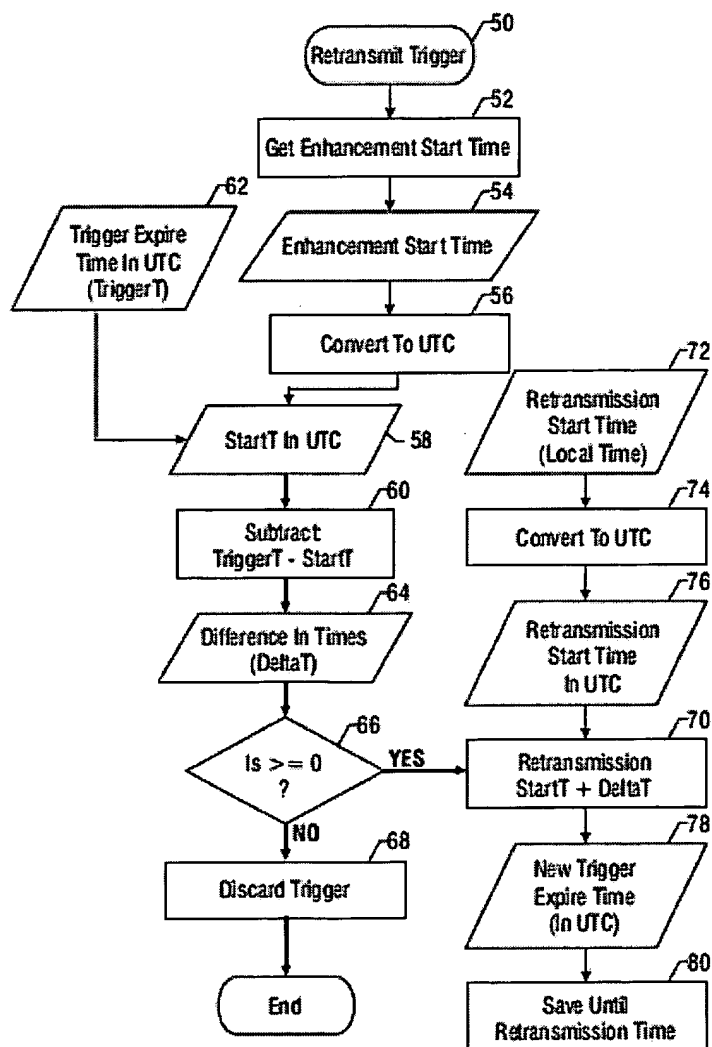 50
Retransmit Trigger
52
Get Enhancement Start Time
54
Enhancement Start Time
62
Trigger Expire
Time In UTC
(TriggerT)
56
Convert To UTC
StartT In UTC
58
60
Subtract
TriggerT - StartT
64
Difference In Times
(DeltaT)
66
Is >= 0
?
YES
NO
68
Discard Trigger
End
72
Retransmission
Start Time
(Local Time)
74
Convert To UTC
76
Retransmission
Start Time
In UTC
70
Retransmission
StartT + DeltaT
78
New Trigger
Expire Time
(In UTC)
80
Save Until
Retransmission Time